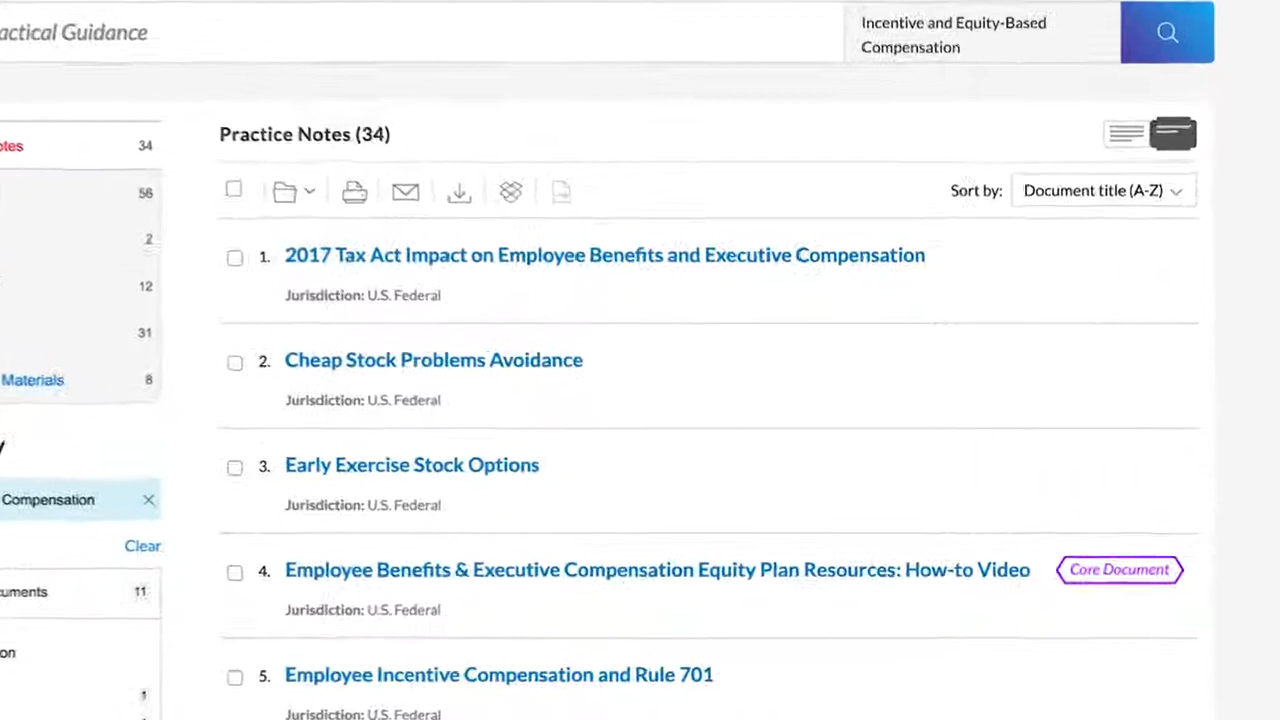 actical Guidance
Incentive and Equity-Based
Compensation
otes 34
56
2
12
31
Materials 8
Compensation
Clear
cuments 11
on
1
Practice Notes (34)
Sort by: Document title (A-Z)
1. 2017 Tax Act Impact on Employee Benefits and Executive Compensation
Jurisdiction: U.S. Federal
2. Cheap Stock Problems Avoidance
Jurisdiction: U.S. Federal
3. Early Exercise Stock Options
Jurisdiction: U.S. Federal
4. Employee Benefits & Executive Compensation Equity Plan Resources: How-to Video Core Document
Jurisdiction: U.S. Federal
5. Employee Incentive Compensation and Rule 701
Jurisdiction: U.S. Federal